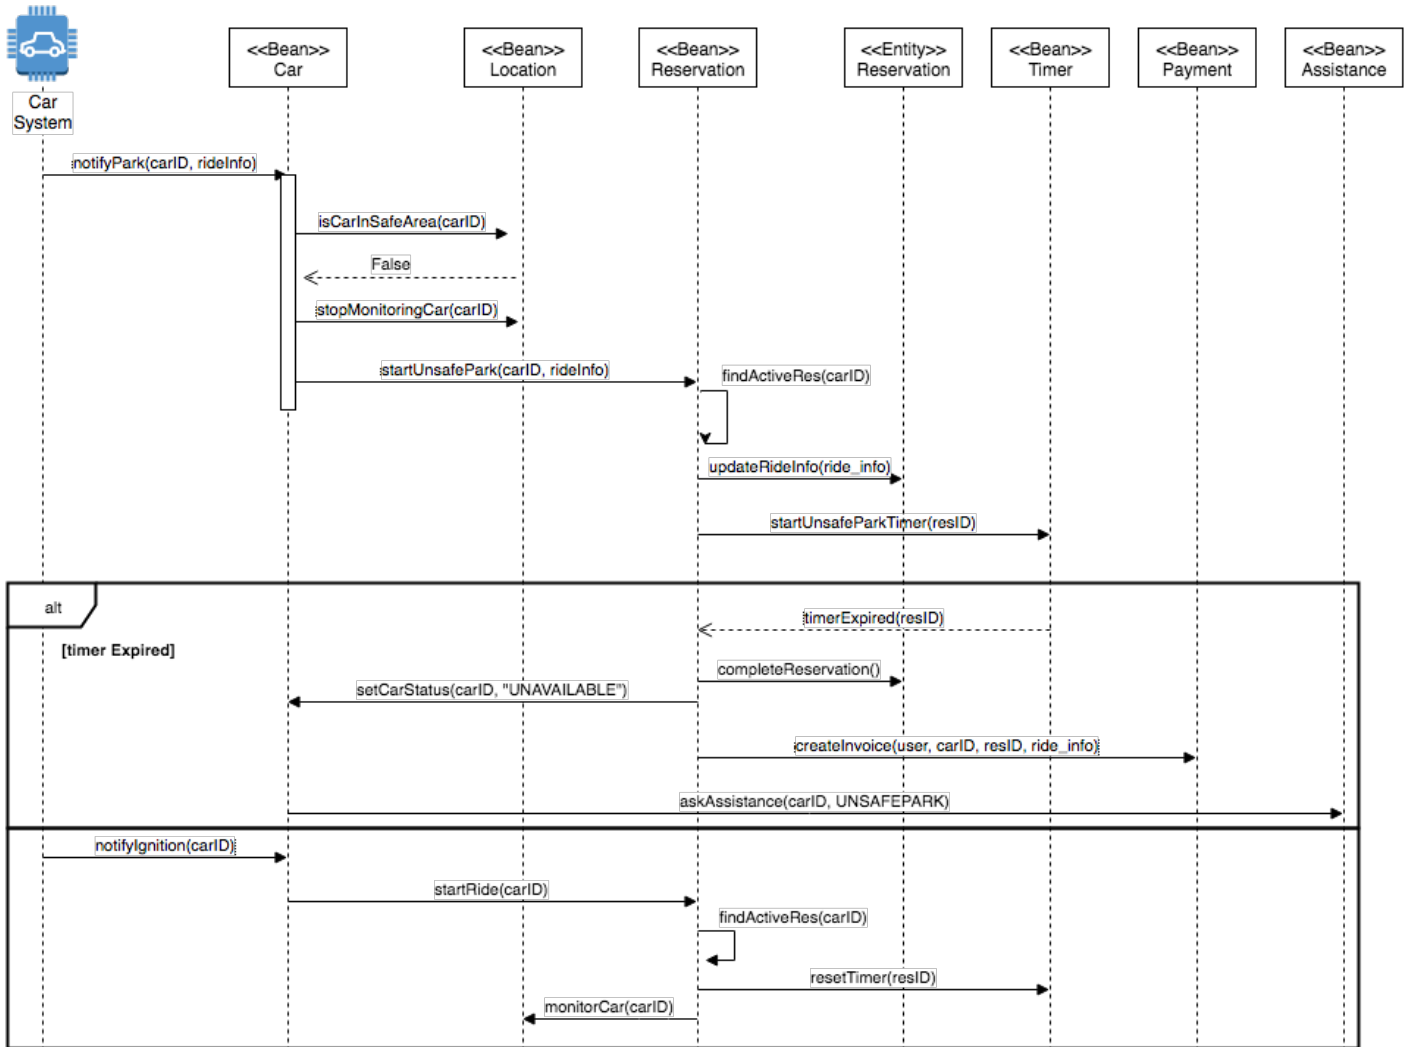 <<Bean>>
Car
<<Bean>>
Location
<<Bean>>
Reservation
<<Entity>>
Reservation
<<Bean>>
Timer
<<Bean>>
Payment
<<Bean>>
Assistance
Car
System
notifyPark(carID, rideInfo)
isCarInSafeArea(carID)
False
stopMonitoringCar(carID)
startUnsafePark(carID, rideInfo)
findActiveRes(carID)
updateRideInfo(ride_info)
startUnsafeParkTimer(resID)
alt
timerExpired(resID)
[timer Expired]
completeReservation()
setCarStatus(carID, "UNAVAILABLE")
createInvoice(user, carID, resID, ride_info)
askAssistance(carID, UNSAFEPARK)
notifyIgnition(carID)
startRide(carID)
findActiveRes(carID)
resetTimer(resID)
monitorCar(carID)